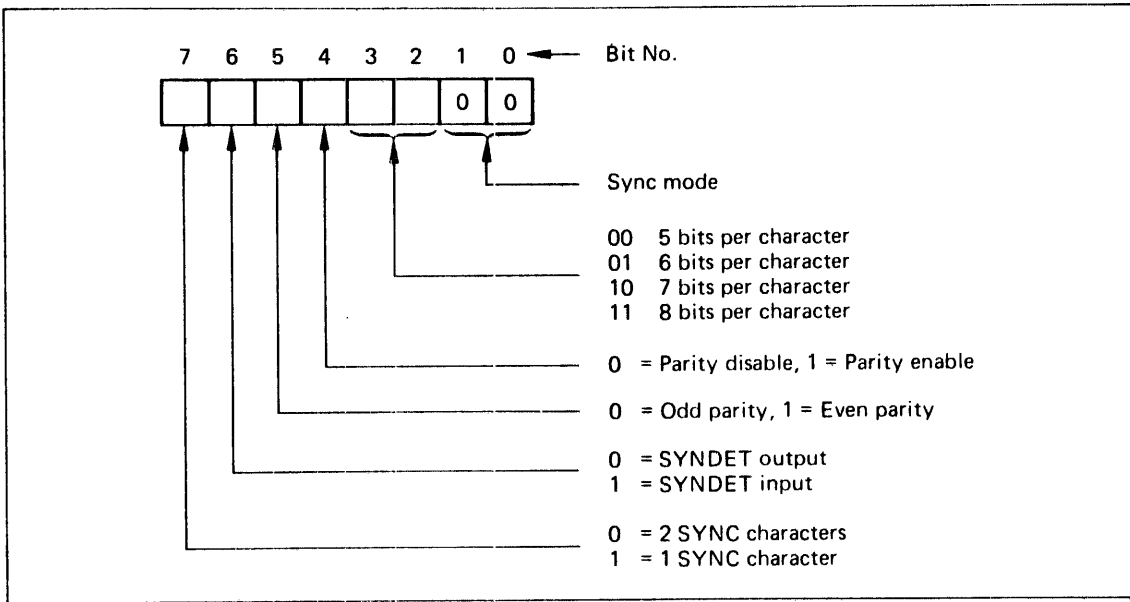 7 6 5 4 3 2 1 0 Bit No.
0 0
Sync mode
00 5 bits per character
01 6 bits per character
10 7 bits per character
11 8 bits per character
0 = Parity disable, 1 = Parity enable
0 = Odd parity, 1 = Even parity
0 = SYNDET output
1 = SYNDET input
0 = 2 SYNC characters
1 = 1 SYNC character